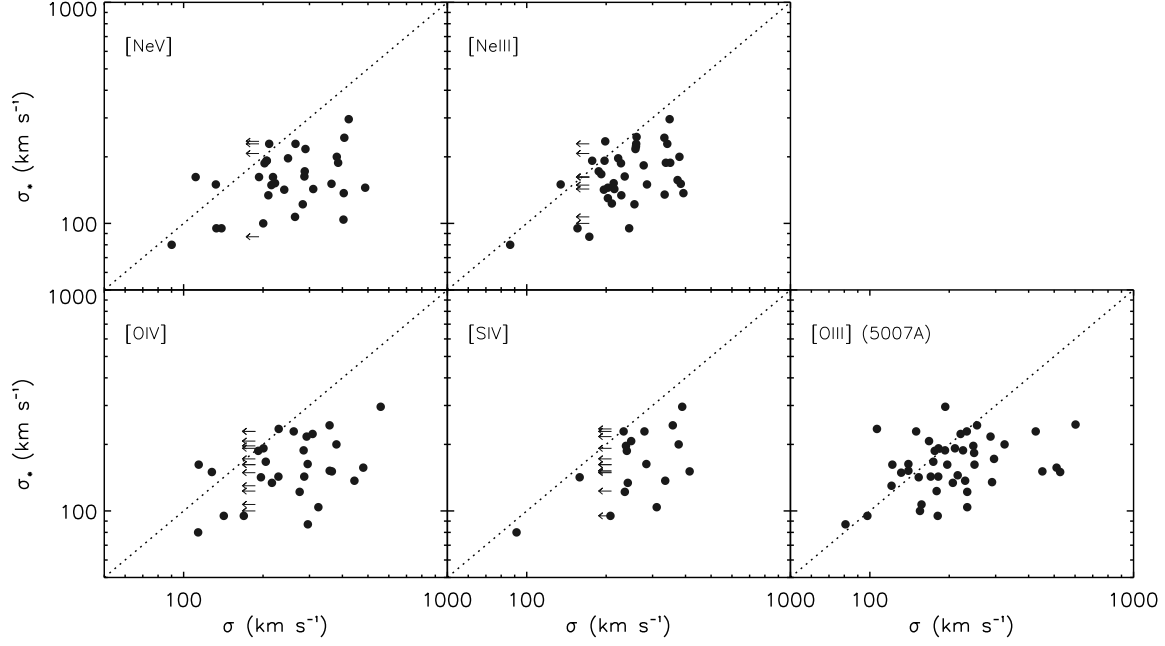 1000
[NeV]
[NeIII]
σ* (km s⁻¹)
100
1000
[OIV]
[SIV]
[OIII] (5007A)
σ* (km s⁻¹)
100
100
1000
100
1000
100
1000
σ (km s⁻¹)
σ (km s⁻¹)
σ (km s⁻¹)